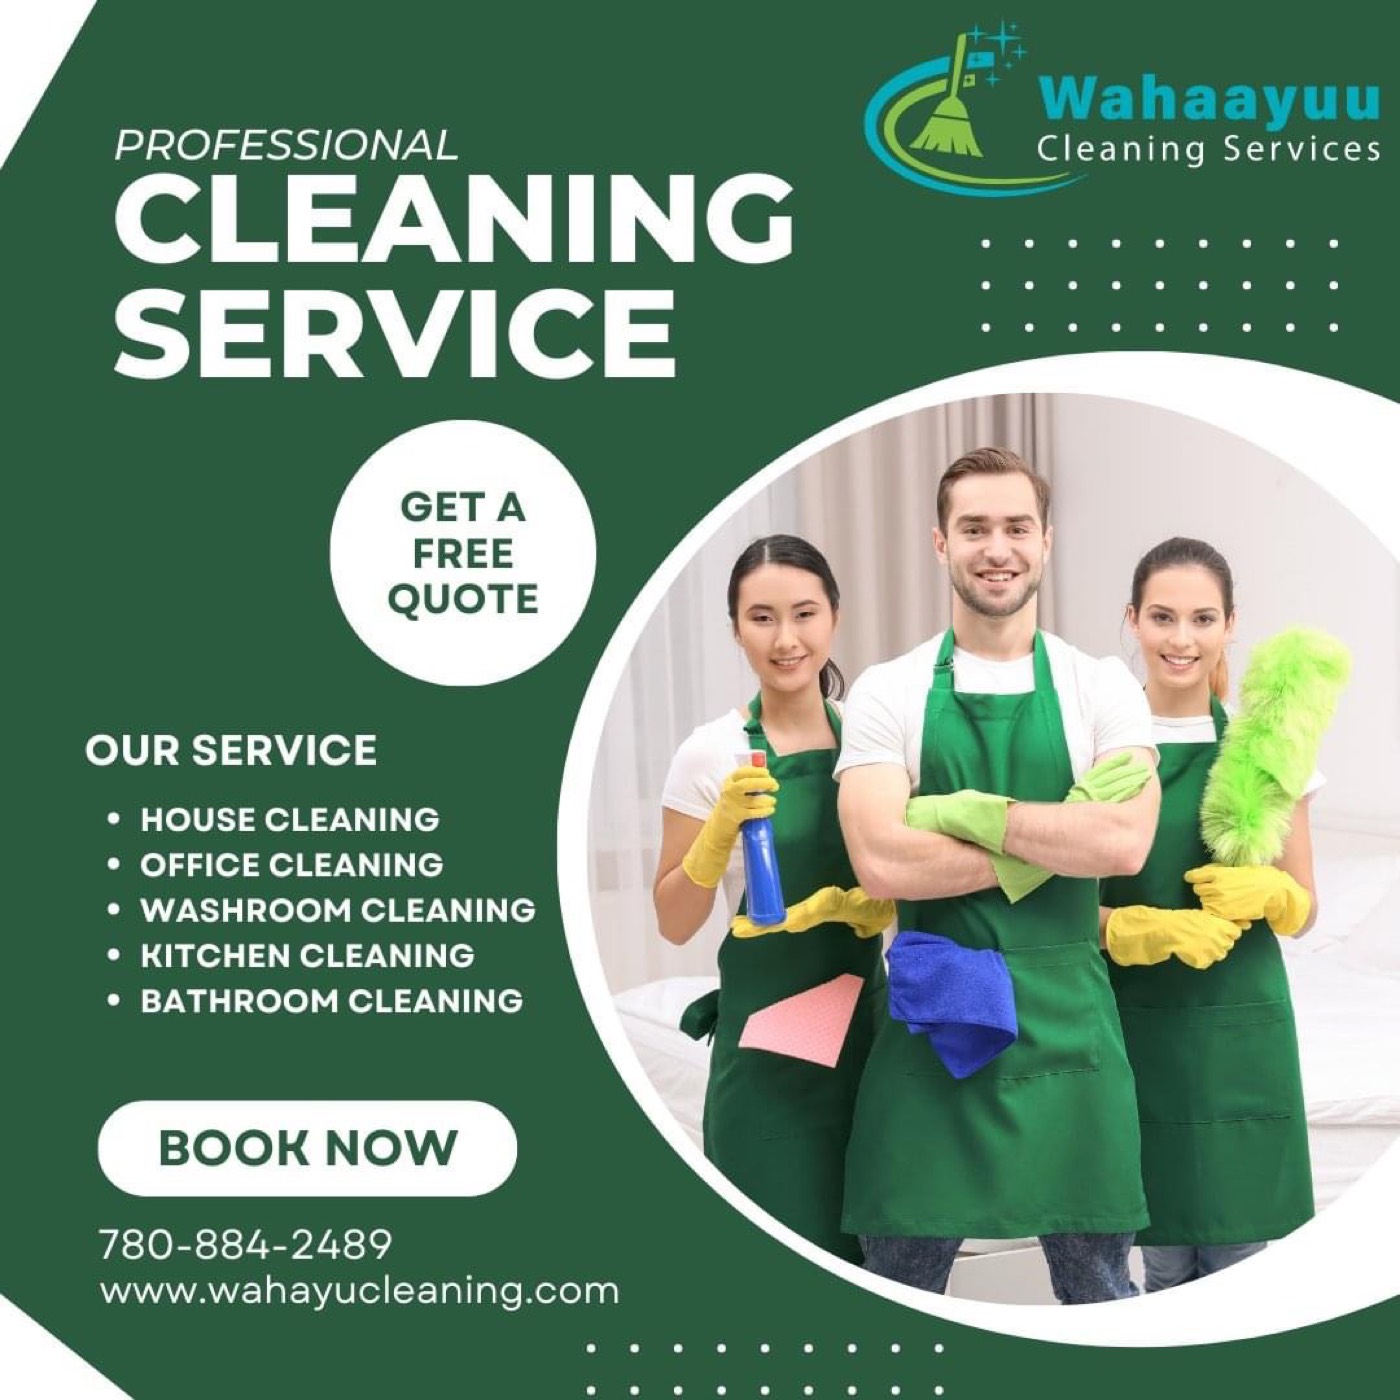 Wahaayuu
Cleaning Services
PROFESSIONAL
CLEANING
SERVICE
GET A
FREE
QUOTE
OUR SERVICE
• HOUSE CLEANING
• OFFICE CLEANING
• WASHROOM CLEANING
• KITCHEN CLEANING
• BATHROOM CLEANING
BOOK NOW
780-884-2489
www.wahayucleaning.com